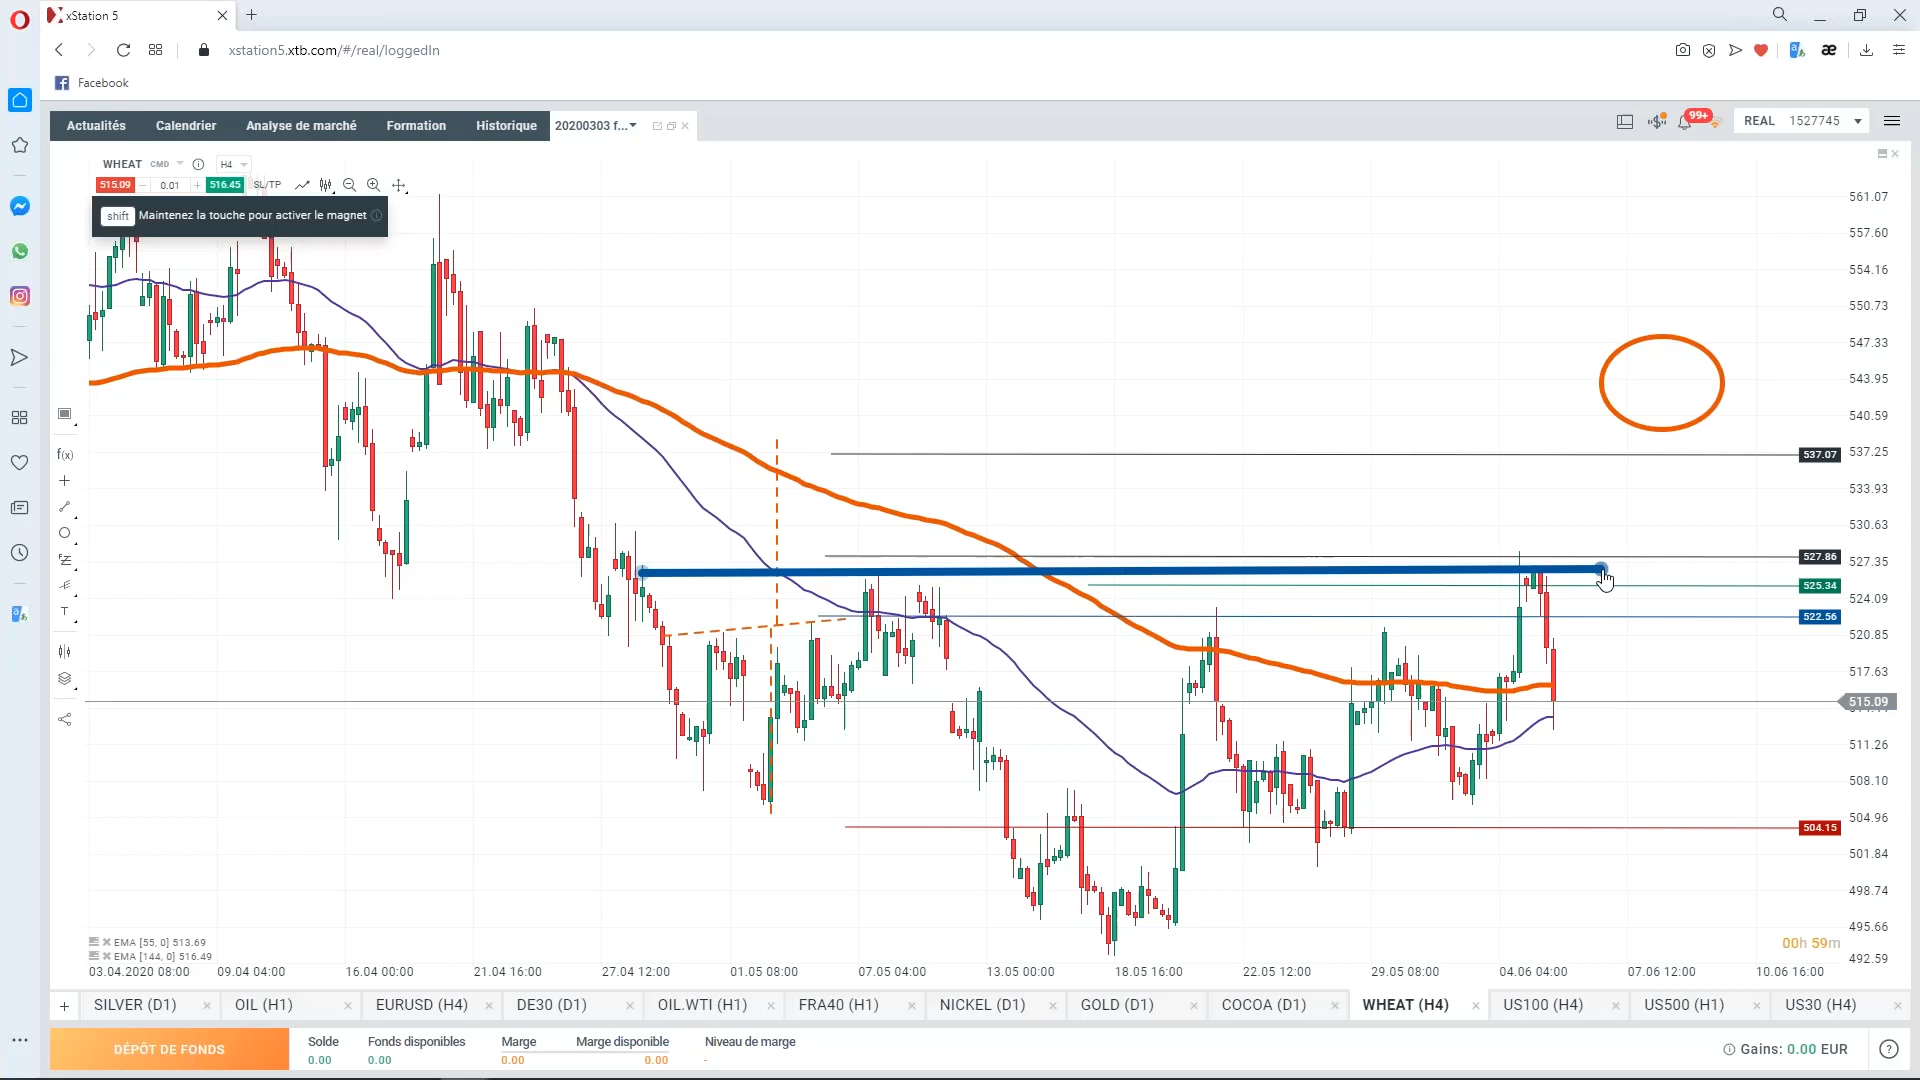 xStation 5
xstation5.xtb.com/#/real/loggedIn
Facebook
Actualités Calendrier Analyse de marché Formation Historique 20200303 f...
99+
REAL 1527745
WHEAT CMD H4
515.09 0.01 516.45 SL/TP
shift Maintenez la touche pour activer le magnet
f(x)
T
561.07
557.60
554.16
550.73
547.33
543.95
540.59
537.25
537.07
533.93
530.63
527.86
527.35
525.34
524.09
522.56
520.85
517.63
515.09
511.26
508.10
504.96
504.15
501.84
498.74
495.66
492.59
00h 59m
EMA [55, 0] 513.69
EMA [144, 0] 516.49
03.04.2020 08:00 09.04 04:00 16.04 00:00 21.04 16:00 27.04 12:00 01.05 08:00 07.05 04:00 13.05 00:00 18.05 16:00 22.05 12:00 29.05 08:00 04.06 04:00 07.06 12:00 10.06 16:00
SILVER (D1) OIL (H1) EURUSD (H4) DE30 (D1) OIL.WTI (H1) FRA40 (H1) NICKEL (D1) GOLD (D1) COCOA (D1) WHEAT (H4) US100 (H4) US500 (H1) US30 (H4)
DÉPÔT DE FONDS
Solde Fonds disponibles Marge Marge disponible Niveau de marge
0.00 0.00 0.00 0.00 -
Gains: 0.00 EUR